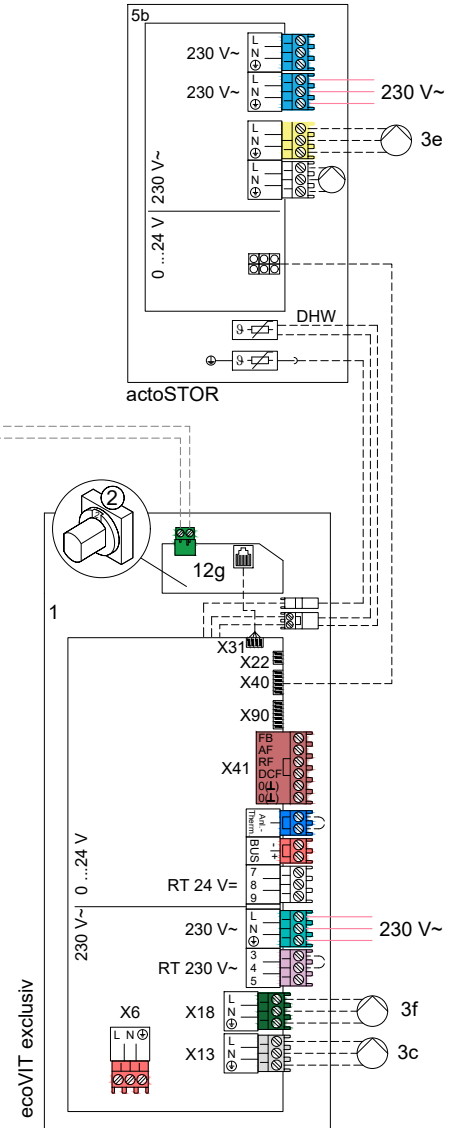 5b
L
N
230 V~
L
N
230 V~
230 V~
L
N
3e
L
N
230 V~
0 ...24 V
DHW
ϑ
ϑ
actoSTOR
2
12g
1
X31
X22
X40
X90
FB
AF
RF
DCF
0(⊥)
0(⊥)
X41
Anl.-
Therm.
BUS
- +
7
8
9
RT 24 V=
0 ...24 V
230 V~
L
N
230 V~
230 V~
3
4
5
RT 230 V~
X6
L N
X18
L
N
3f
X13
L
N
3c
ecoVIT exclusiv